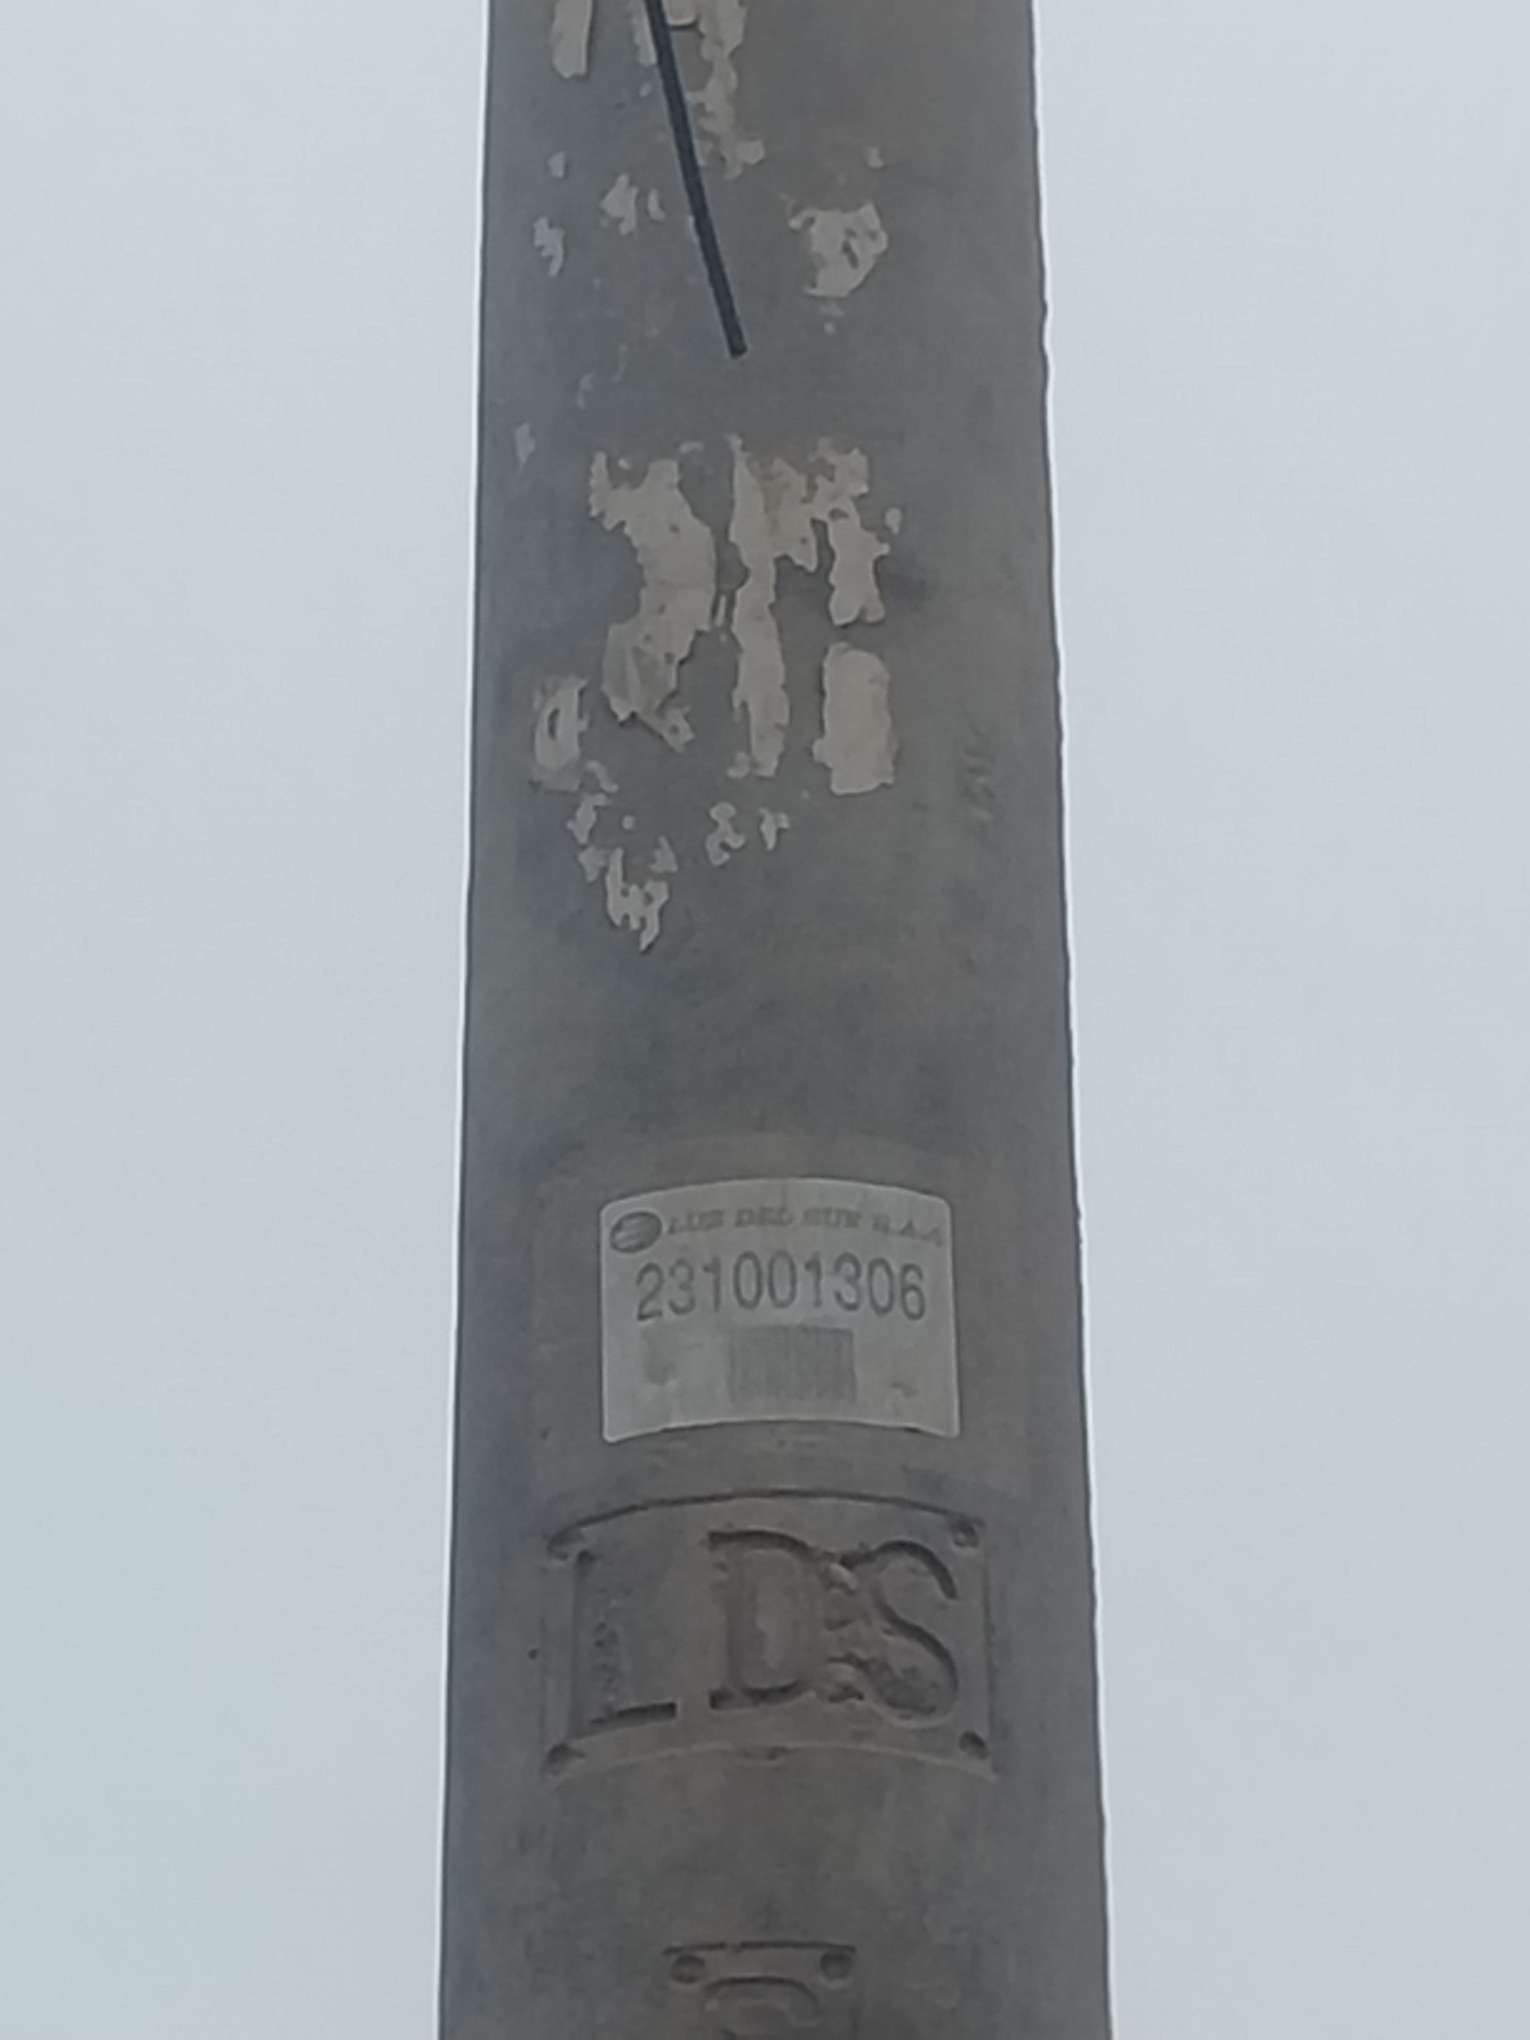 LUZ DEL SUR S.A.A
231001306
LDS